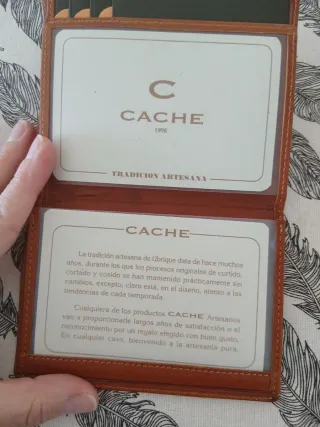 C
CACHE
TRADICION ARTESANA
CACHE
La tradición artesana de Ubrique data de hace muchos
años, durante los que los procesos originales de curtido,
cortado y cosido se han mantenido prácticamente sin
cambios, excepto, claro está, en el diseño, atento a las
tendencias de cada temporada.
Cualquiera de los productos CACHE Artesanos
van a proporcionarle largos años de satisfacción o el
reconocimiento por un regalo elegido con buen gusto.
En cualquier caso, bienvenido a la artesanía pura.